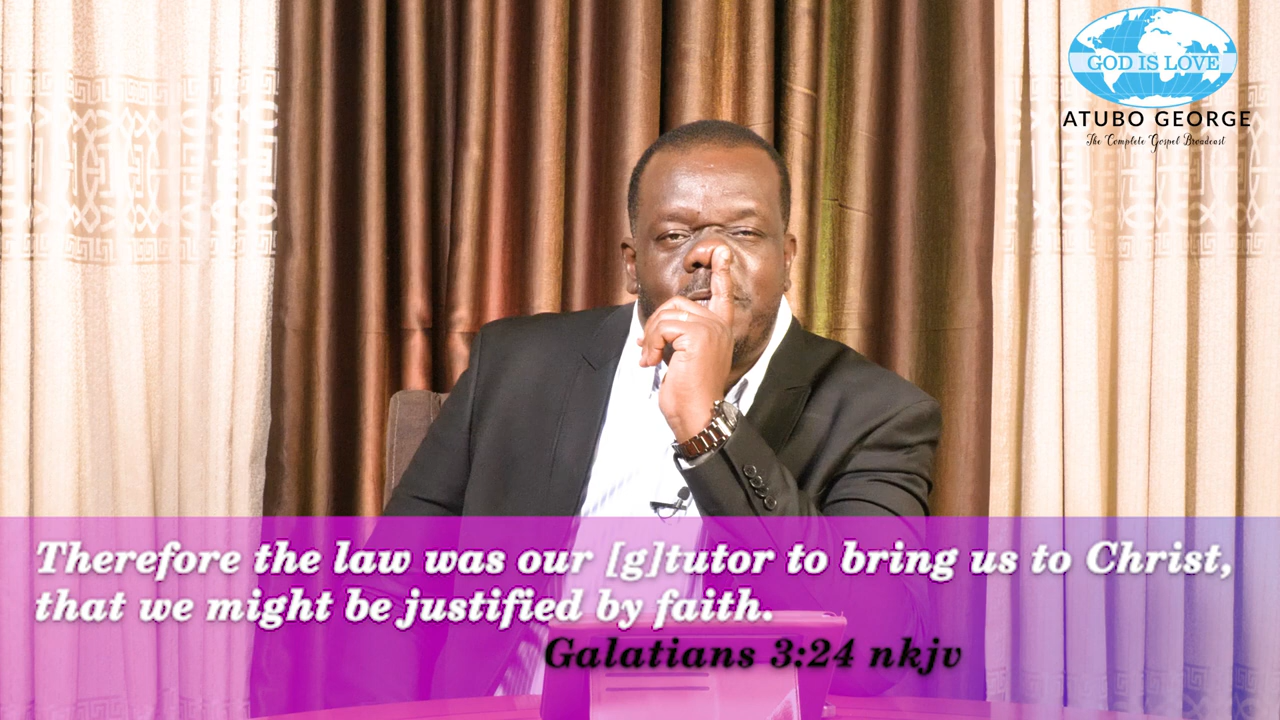 GOD IS LOVE
ATUBO GEORGE
The Complete Gospel Broadcast
Therefore the law was our [g]tutor to bring us to Christ,
that we might be justified by faith.
Galatians 3:24 nkjv